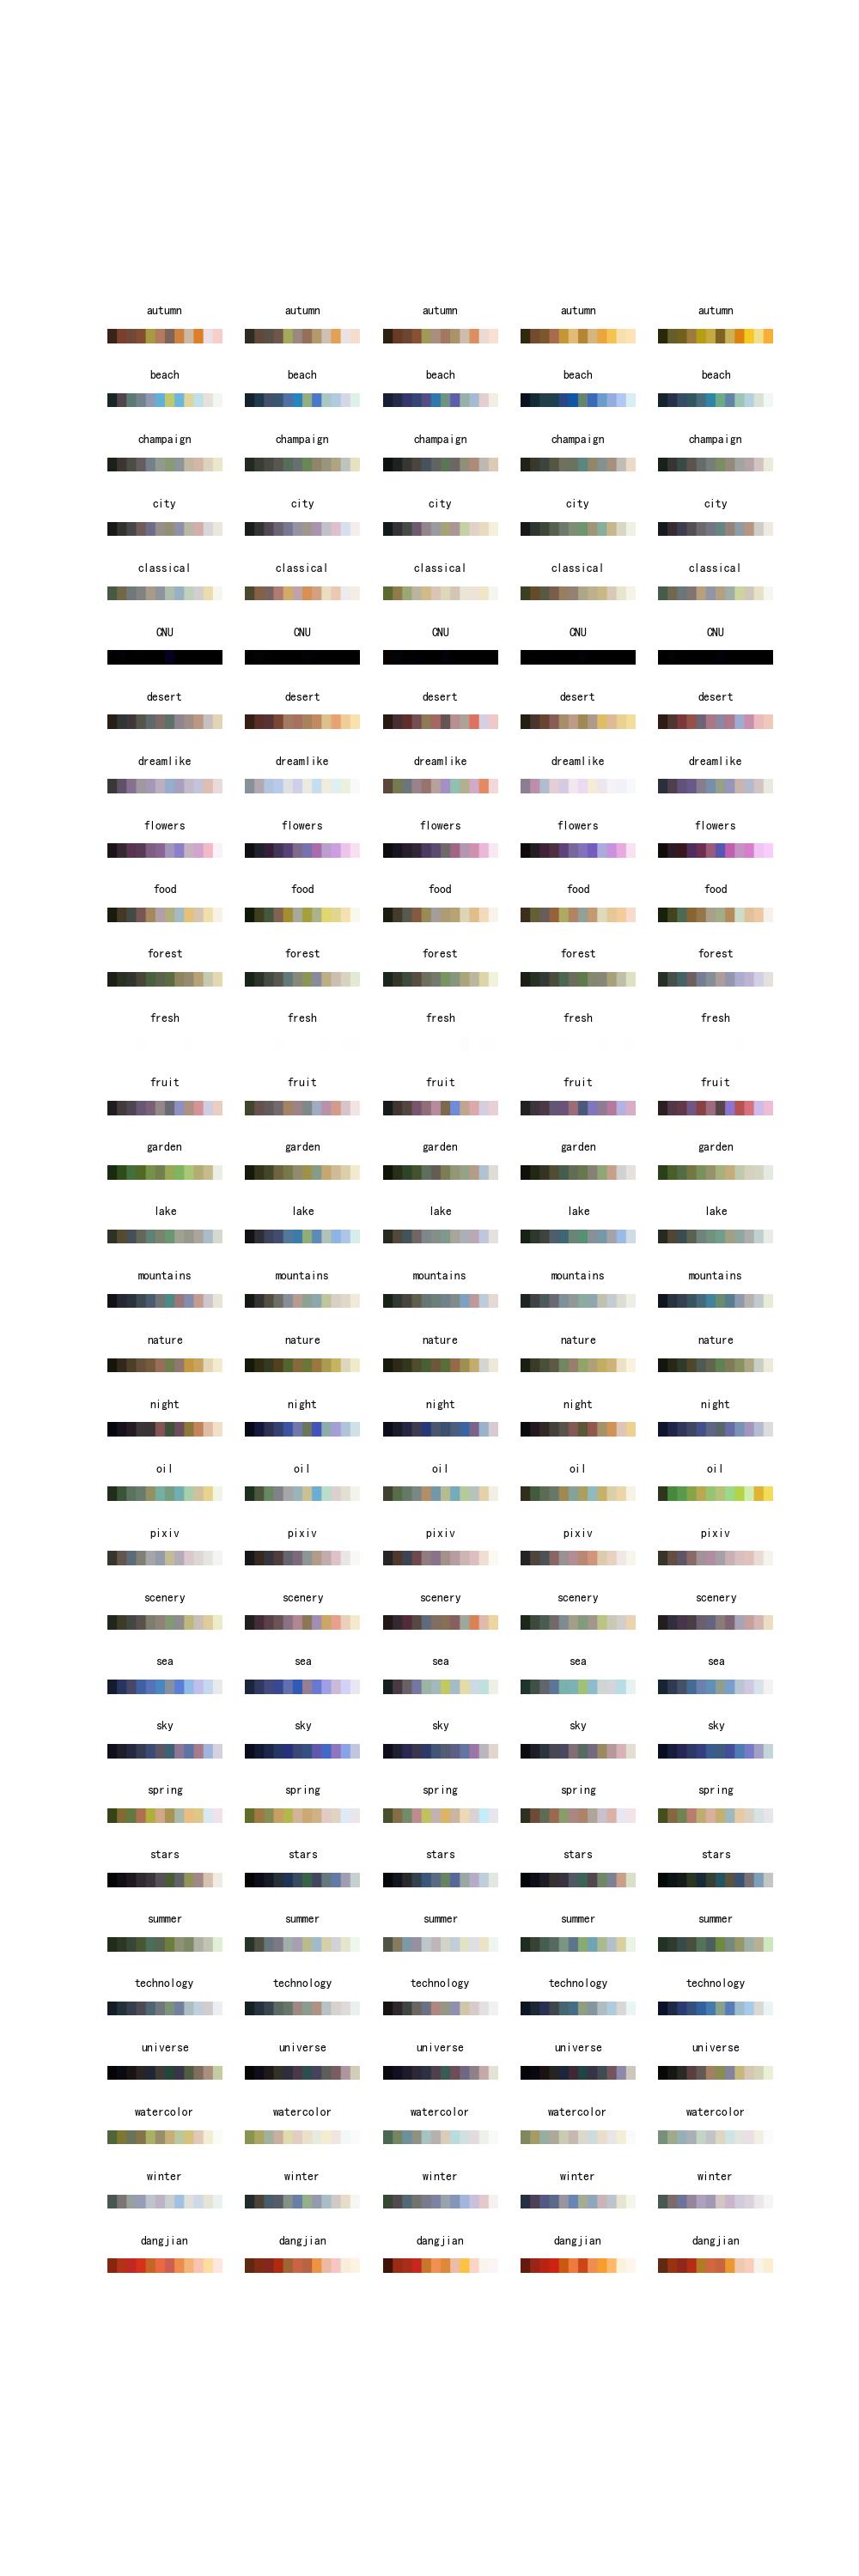 autumn autumn autumn autumn autumn
beach beach beach beach beach
champaign champaign champaign champaign champaign
city city city city city
classical classical classical classical classical
CNU CNU CNU CNU CNU
desert desert desert desert desert
dreamlike dreamlike dreamlike dreamlike dreamlike
flowers flowers flowers flowers flowers
food food food food food
forest forest forest forest forest
fresh fresh fresh fresh fresh
fruit fruit fruit fruit fruit
garden garden garden garden garden
lake lake lake lake lake
mountains mountains mountains mountains mountains
nature nature nature nature nature
night night night night night
oil oil oil oil oil
pixiv pixiv pixiv pixiv pixiv
scenery scenery scenery scenery scenery
sea sea sea sea sea
sky sky sky sky sky
spring spring spring spring spring
stars stars stars stars stars
summer summer summer summer summer
technology technology technology technology technology
universe universe universe universe universe
watercolor watercolor watercolor watercolor watercolor
winter winter winter winter winter
dangjian dangjian dangjian dangjian dangjian